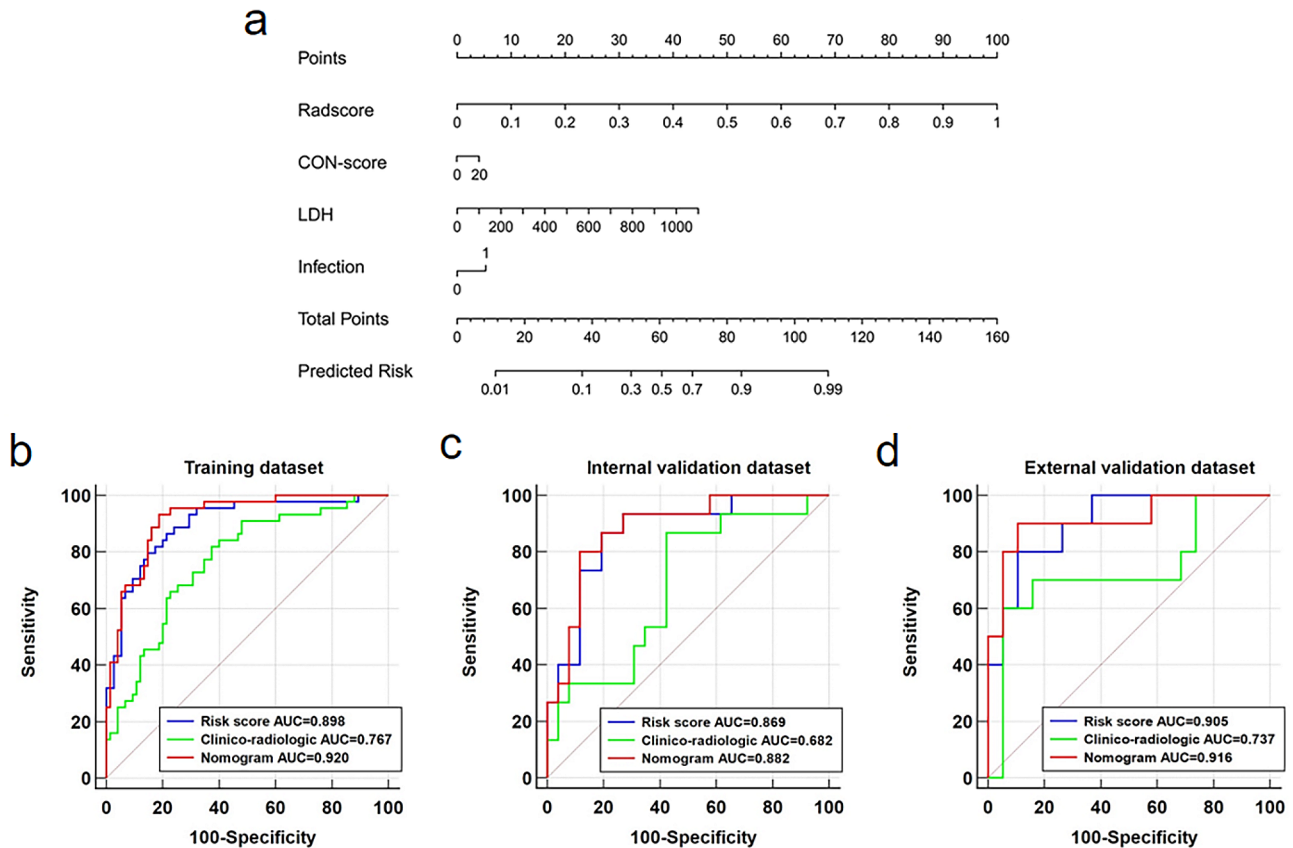 a
0 10 20 30 40 50 60 70 80 90 100
Points
Radscore
0 0.1 0.2 0.3 0.4 0.5 0.6 0.7 0.8 0.9 1
CON-score
0 20
LDH
0 200 400 600 800 1000
1
Infection
0
Total Points
0 20 40 60 80 100 120 140 160
Predicted Risk
0.01 0.1 0.3 0.5 0.7 0.9 0.99
b
Training dataset
100
80
60
40
20
0
Sensitivity
Risk score AUC=0.898
Clinico-radiologic AUC=0.767
Nomogram AUC=0.920
0 20 40 60 80 100
100-Specificity
c
Internal validation dataset
100
80
60
40
20
0
Sensitivity
Risk score AUC=0.869
Clinico-radiologic AUC=0.682
Nomogram AUC=0.882
0 20 40 60 80 100
100-Specificity
d
External validation dataset
100
80
60
40
20
0
Sensitivity
Risk score AUC=0.905
Clinico-radiologic AUC=0.737
Nomogram AUC=0.916
0 20 40 60 80 100
100-Specificity